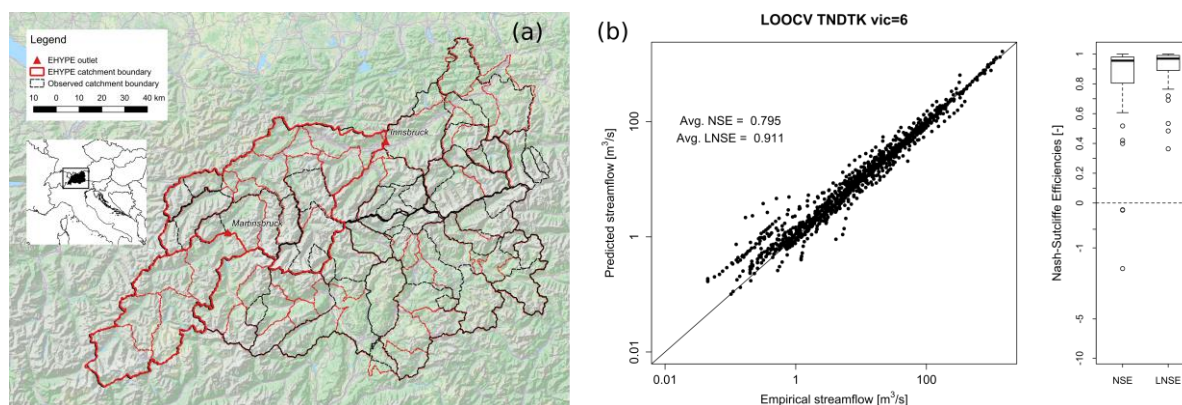 (a)
Legend
EHYPE outlet
EHYPE catchment boundary
Observed catchment boundary
10 0 10 20 30 40 km
Innsbruck
Martinsbruck
(b)
LOOCV TNDTK vic=6
Avg. NSE = 0.795
Avg. LNSE = 0.911
Predicted streamflow [m³/s]
100
1
0.01
0.01 1 100
Empirical streamflow [m³/s]
Nash-Sutcliffe Efficiencies [-]
1
0.8
0.6
0.4
0.2
0
-1
-5
-10
NSE LNSE